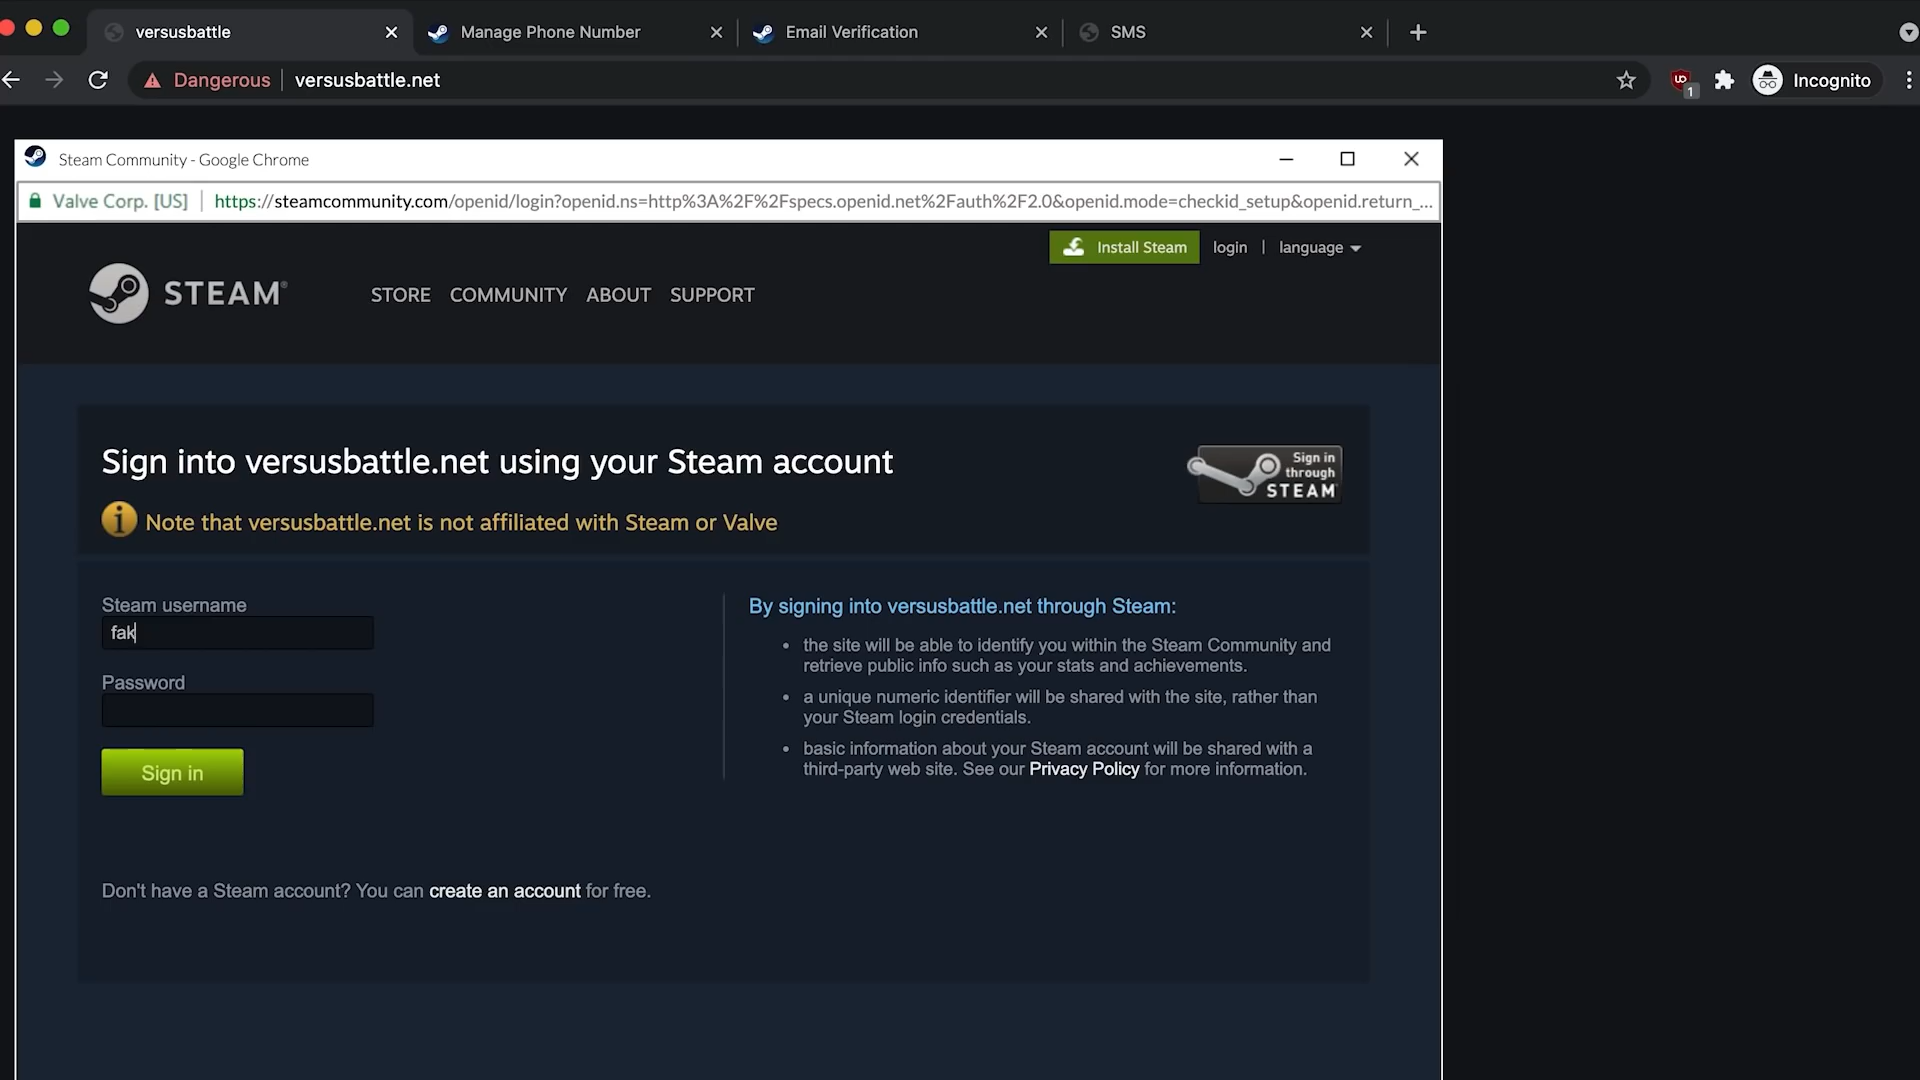 versusbattle
Manage Phone Number
Email Verification
SMS
Dangerous
versusbattle.net
1
Incognito
Steam Community - Google Chrome
Valve Corp. [US]
https://steamcommunity.com/openid/login?openid.ns=http%3A%2F%2Fspecs.openid.net%2Fauth%2F2.0&openid.mode=checkid_setup&openid.return_...
Install Steam
login
|
language
STEAM®
STORE
COMMUNITY
ABOUT
SUPPORT
Sign into versusbattle.net using your Steam account
Sign in
through
STEAM
Note that versusbattle.net is not affiliated with Steam or Valve
Steam username
fak
Password
Sign in
By signing into versusbattle.net through Steam:
• the site will be able to identify you within the Steam Community and
retrieve public info such as your stats and achievements.
• a unique numeric identifier will be shared with the site, rather than
your Steam login credentials.
• basic information about your Steam account will be shared with a
third-party web site. See our Privacy Policy for more information.
Don't have a Steam account? You can create an account for free.